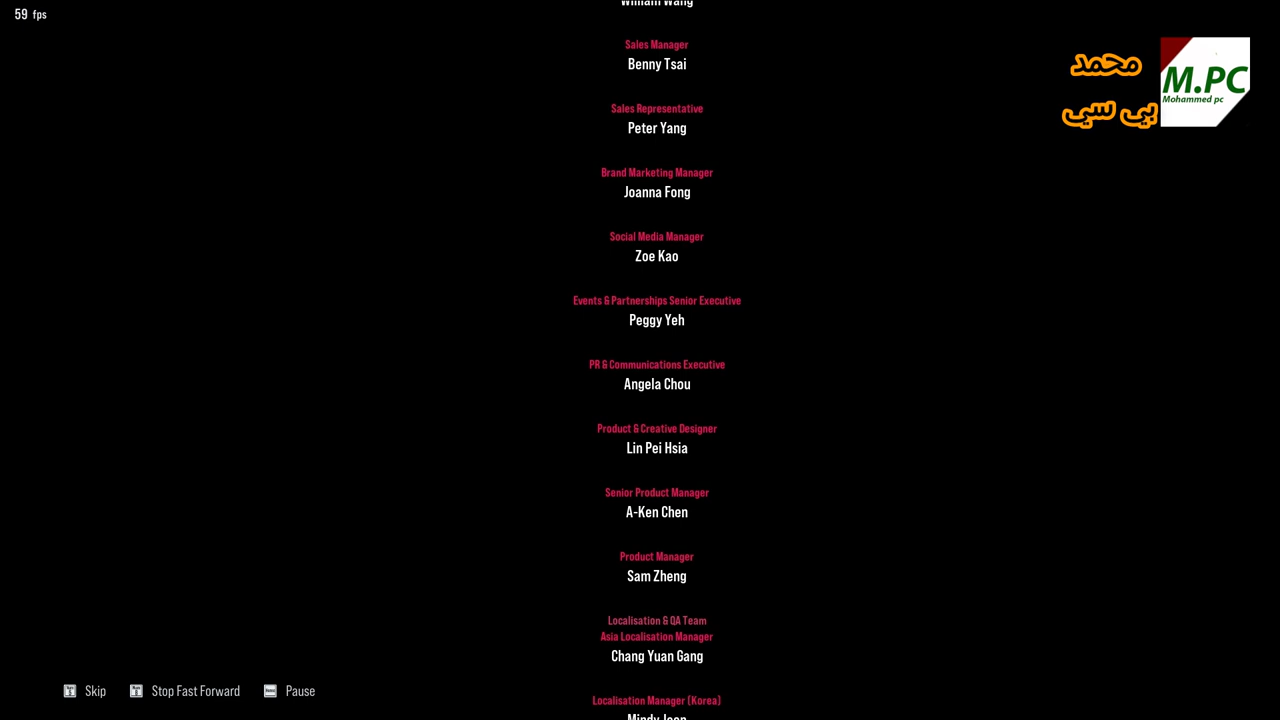 59 fps
William Wang
Sales Manager
Benny Tsai
Sales Representative
Peter Yang
Brand Marketing Manager
Joanna Fong
Social Media Manager
Zoe Kao
Events & Partnerships Senior Executive
Peggy Yeh
PR & Communications Executive
Angela Chou
Product & Creative Designer
Lin Pei Hsia
Senior Product Manager
A-Ken Chen
Product Manager
Sam Zheng
Localisation & QA Team
Asia Localisation Manager
Chang Yuan Gang
Localisation Manager (Korea)
محمد
بي سي
M.PC
Mohammed pc
Skip
Stop Fast Forward
Pause